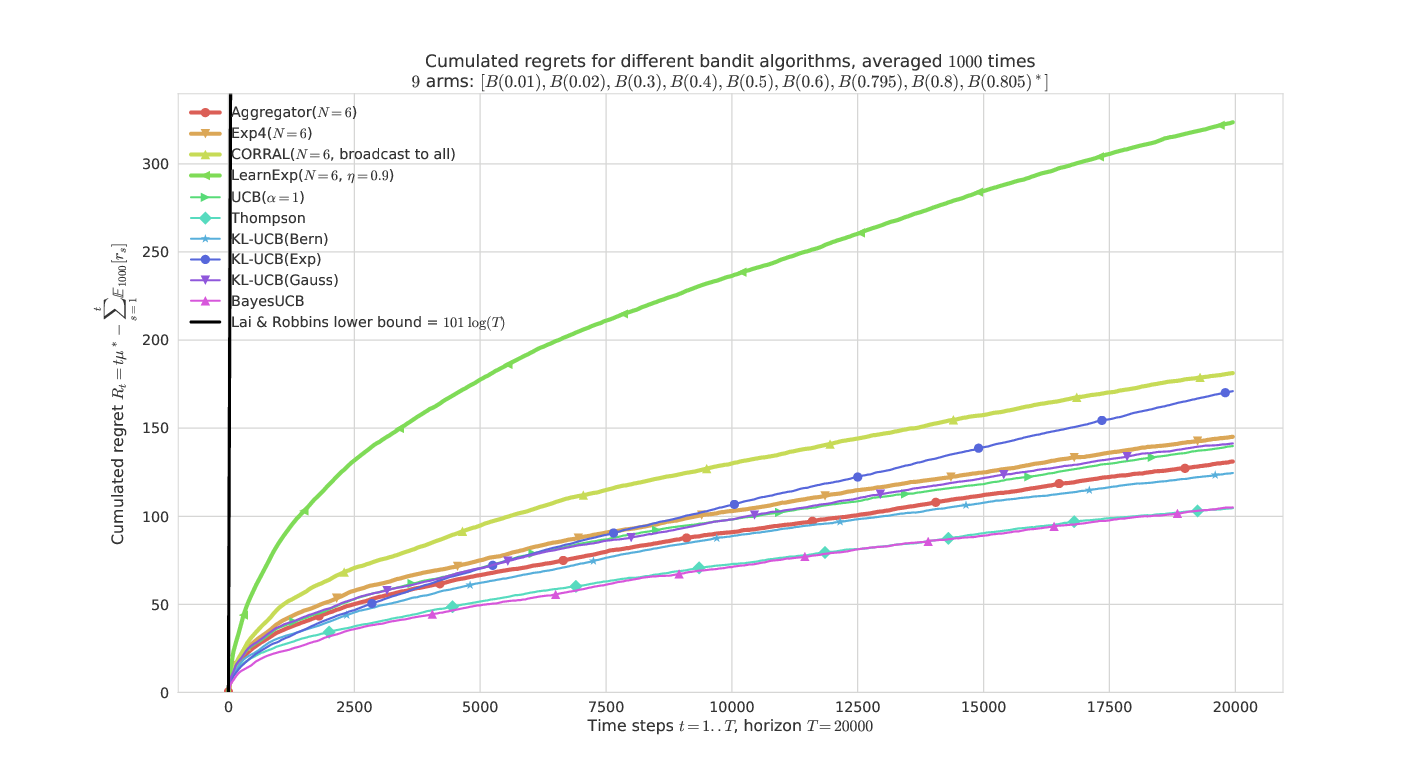 Cumulated regrets for different bandit algorithms, averaged 1000 times
9 arms: [B(0.01), B(0.02), B(0.3), B(0.4), B(0.5), B(0.6), B(0.795), B(0.8), B(0.805)*]
Aggregator(N = 6)
Exp4(N = 6)
CORRAL(N = 6, broadcast to all)
LearnExp(N = 6, η = 0.9)
UCB(α = 1)
Thompson
KL-UCB(Bern)
KL-UCB(Exp)
KL-UCB(Gauss)
BayesUCB
Lai & Robbins lower bound = 101 log(T)
300
250
200
150
100
50
0
Cumulated regret R_t = tμ* − ∑_{s=1}^{t} 𝔼_{1000}[r_s]
0 2500 5000 7500 10000 12500 15000 17500 20000
Time steps t = 1..T, horizon T = 20000